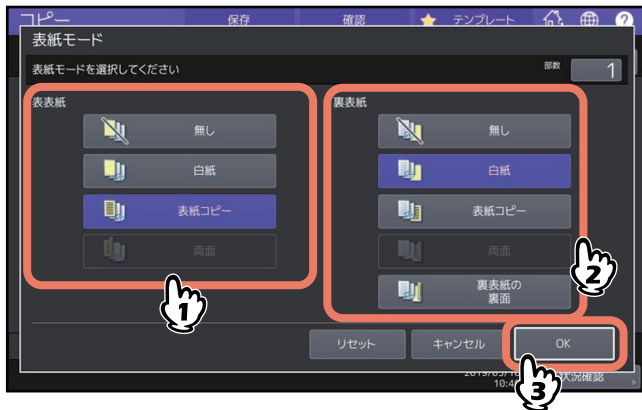 コピー 保存 確認 テンプレート ?
表紙モード
表紙モードを選択してください 部数 1
表表紙
無し
白紙
表紙コピー
両面
1
裏表紙
無し
白紙
表紙コピー
両面
裏表紙の
裏面
2
リセット キャンセル OK
3
10:4 状況確認